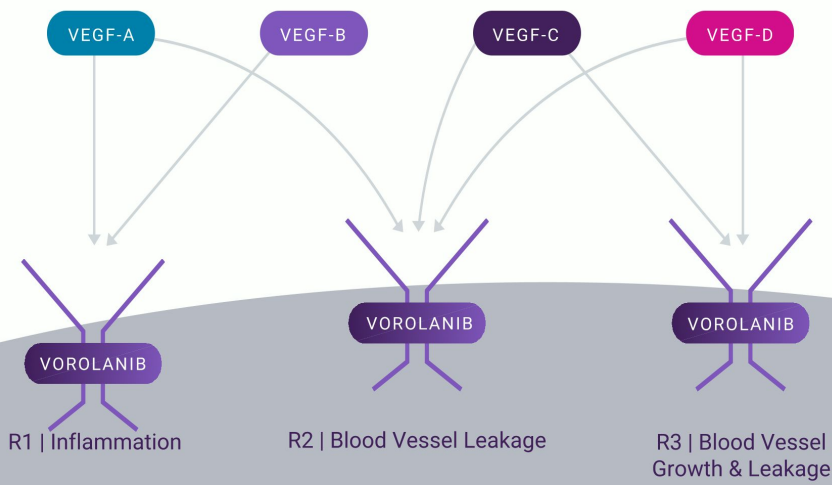 VEGF-A
VEGF-B
VEGF-C
VEGF-D
VOROLANIB
VOROLANIB
VOROLANIB
R1 | Inflammation
R2 | Blood Vessel Leakage
R3 | Blood Vessel
Growth & Leakage